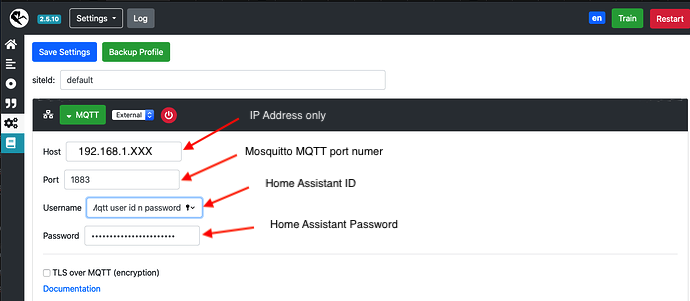 2.5.10 Settings Log en Train Restart
Save Settings Backup Profile
siteId: default
MQTT External
IP Address only
Host 192.168.1.XXX
Mosquitto MQTT port numer
Port 1883
Home Assistant ID
Username Mqtt user id n password
Home Assistant Password
Password ••••••••••••••••••••••
TLS over MQTT (encryption)
Documentation